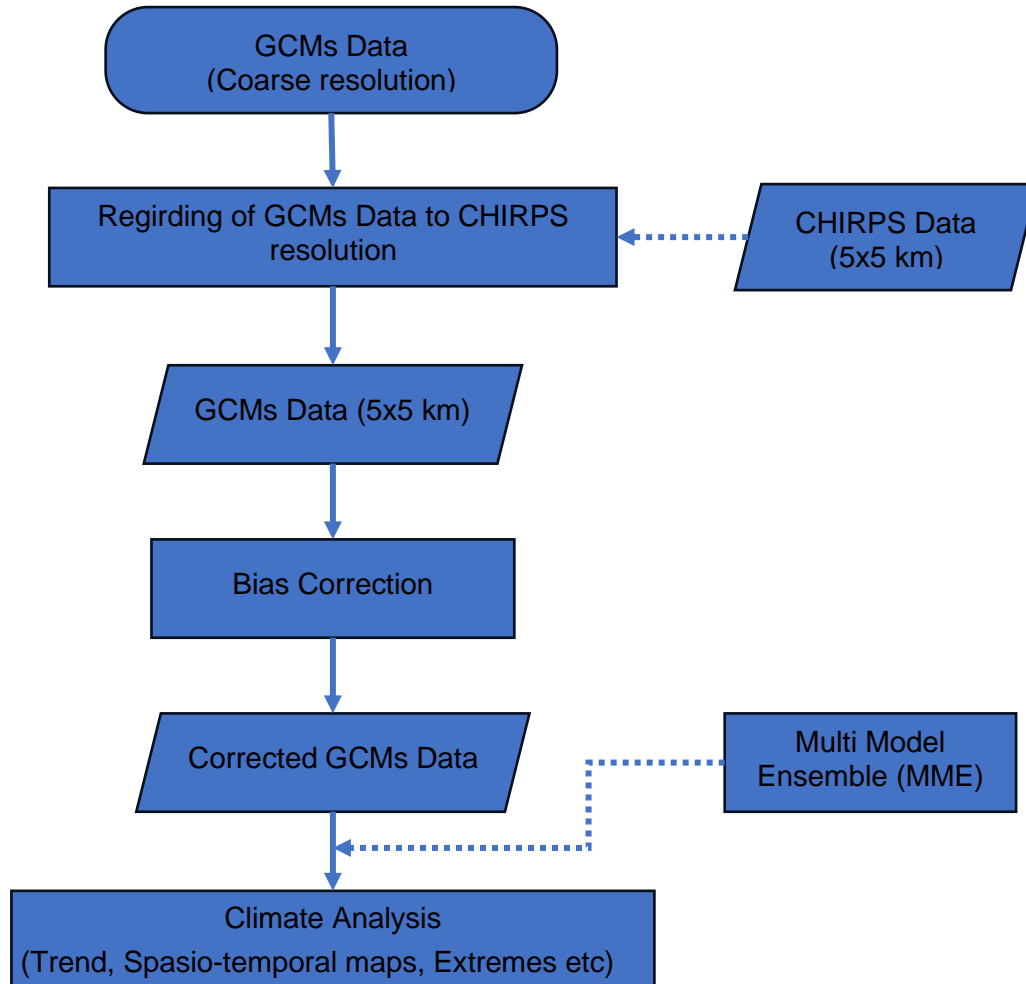 GCMs Data
(Coarse resolution)
Regirding of GCMs Data to CHIRPS
resolution
CHIRPS Data
(5x5 km)
GCMs Data (5x5 km)
Bias Correction
Corrected GCMs Data
Multi Model
Ensemble (MME)
Climate Analysis
(Trend, Spasio-temporal maps, Extremes etc)